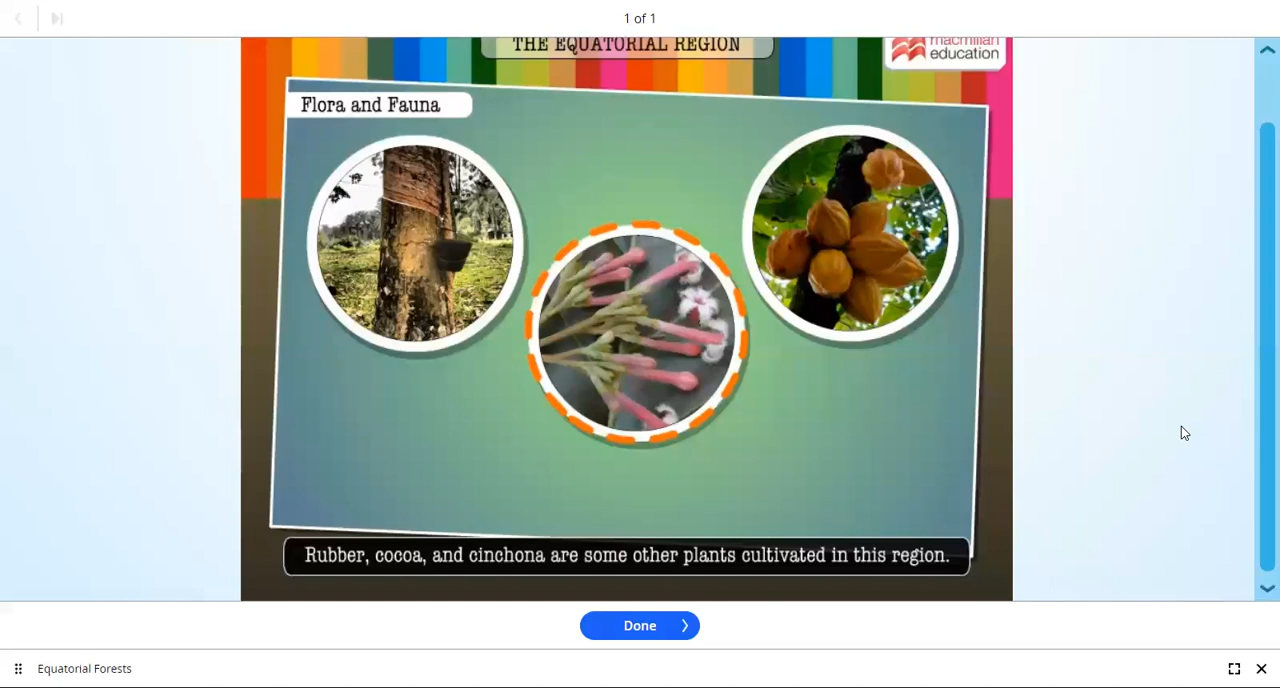 1 of 1
THE EQUATORIAL REGION
macmillan
education
Flora and Fauna
Rubber, cocoa, and cinchona are some other plants cultivated in this region.
Done
Equatorial Forests